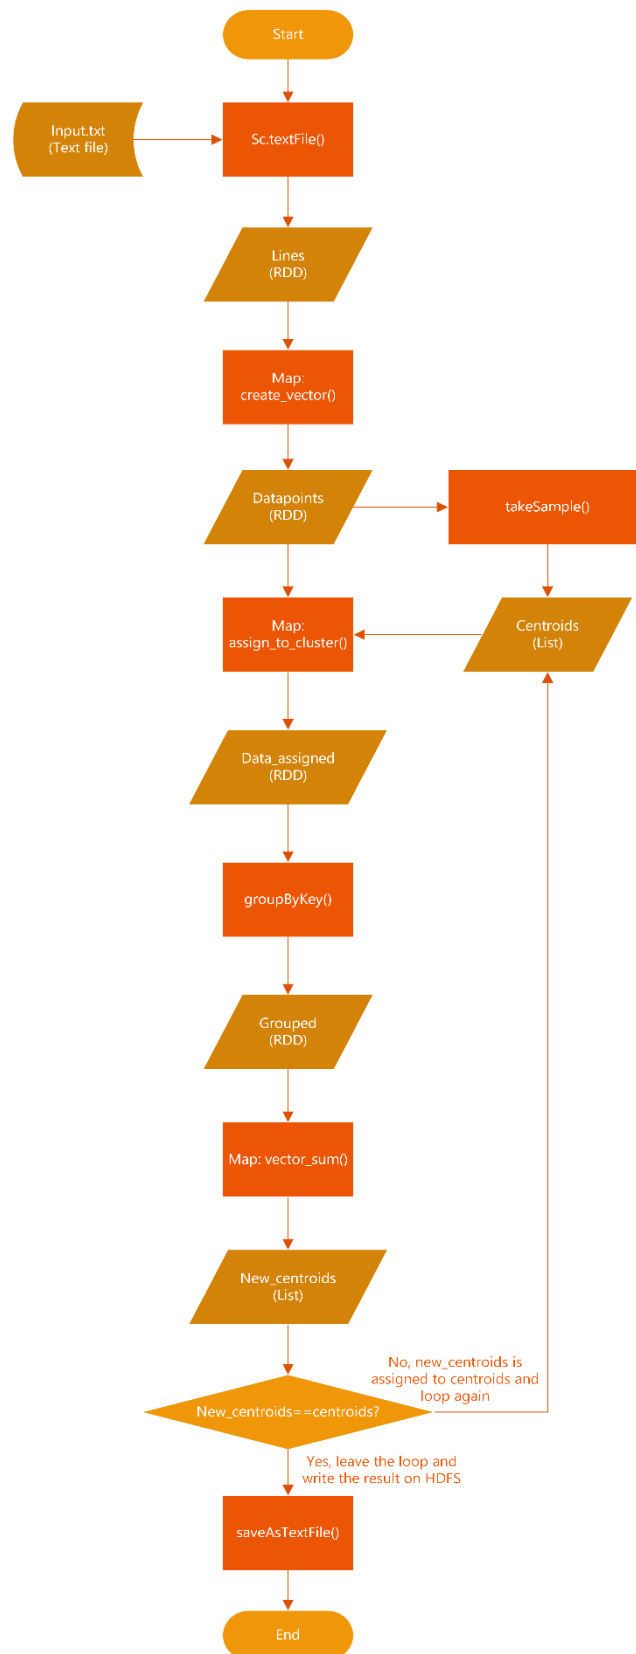 Start
Input.txt
(Text file)
Sc.textFile()
Lines
(RDD)
Map:
create_vector()
Datapoints
(RDD)
takeSample()
Map:
assign_to_cluster()
Centroids
(List)
Data_assigned
(RDD)
groupByKey()
Grouped
(RDD)
Map: vector_sum()
New_centroids
(List)
No, new_centroids is
assigned to centroids and
loop again
New_centroids==centroids?
Yes, leave the loop and
write the result on HDFS
saveAsTextFile()
End